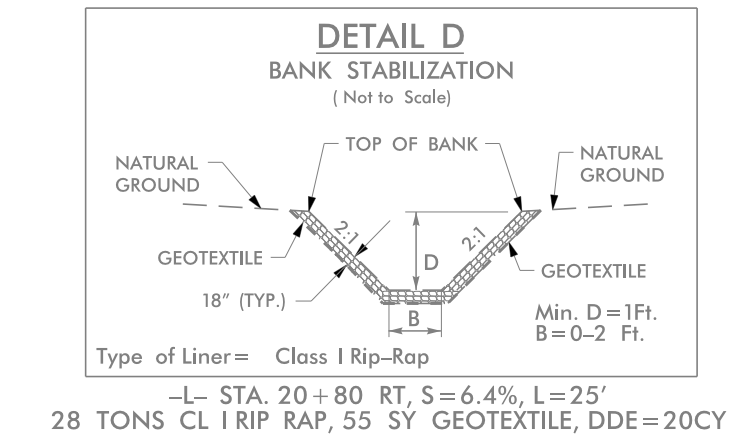 DETAIL D
BANK STABILIZATION
( Not to Scale)
TOP OF BANK
NATURAL
GROUND
NATURAL
GROUND
2:1
2:1
GEOTEXTILE
D
GEOTEXTILE
18" (TYP.)
B
Min. D=1Ft.
B=0–2 Ft.
Type of Liner= Class I Rip–Rap
–L– STA. 20+80 RT, S=6.4%, L=25'
28 TONS CL I RIP RAP, 55 SY GEOTEXTILE, DDE=20CY